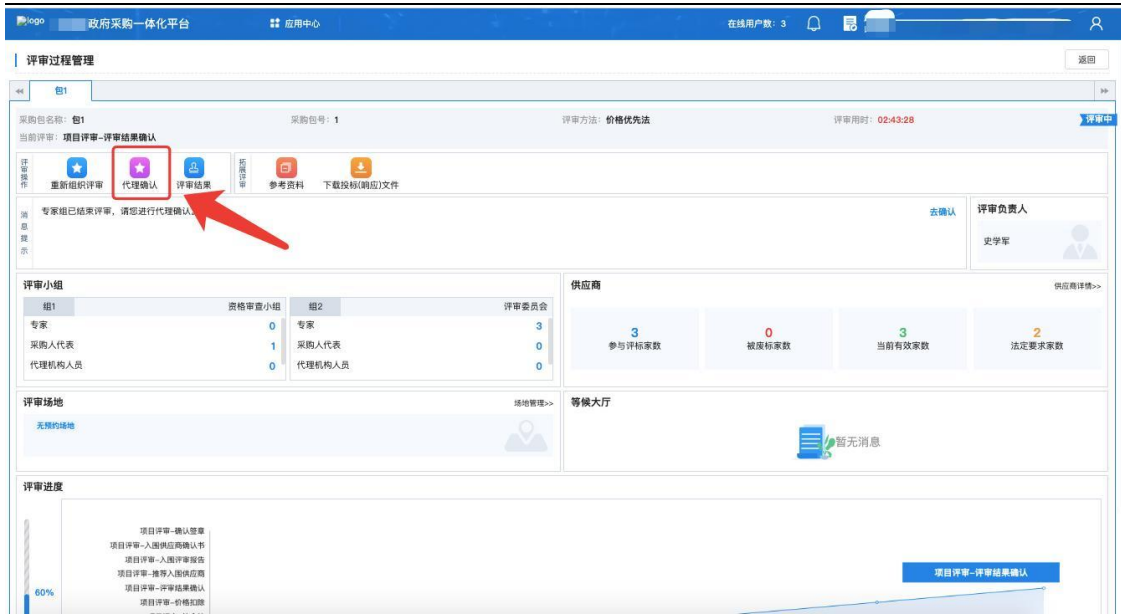 logo 政府采购一体化平台 应用中心 在线用户数: 3
评审过程管理 返回
包1
采购包名称: 包1 采购包号: 1 评审方法: 价格优先法 评审用时: 02:43:28 评审中
当前评审: 项目评审–评审结果确认
评审操作 重新组织评审 代理确认 评审结果 拓展评审 参考资料 下载投标(响应)文件
消息提示 专家组已结束评审, 请您进行代理确认 去确认
评审负责人
史学军
评审小组
组1 资格审查小组 组2 评审委员会
专家 0 专家 3
采购人代表 1 采购人代表 0
代理机构人员 0 代理机构人员 0
供应商 供应商详情>>
3 0 3 2
参与评标家数 被废标家数 当前有效家数 法定要求家数
评审场地 场地管理>>
无预约场地
等候大厅
暂无消息
评审进度
项目评审–确认签章
项目评审–入围供应商确认书
项目评审–入围评审报告
项目评审–推荐入围供应商
项目评审–评审结果确认
项目评审–价格扣除
60%
项目评审–评审结果确认